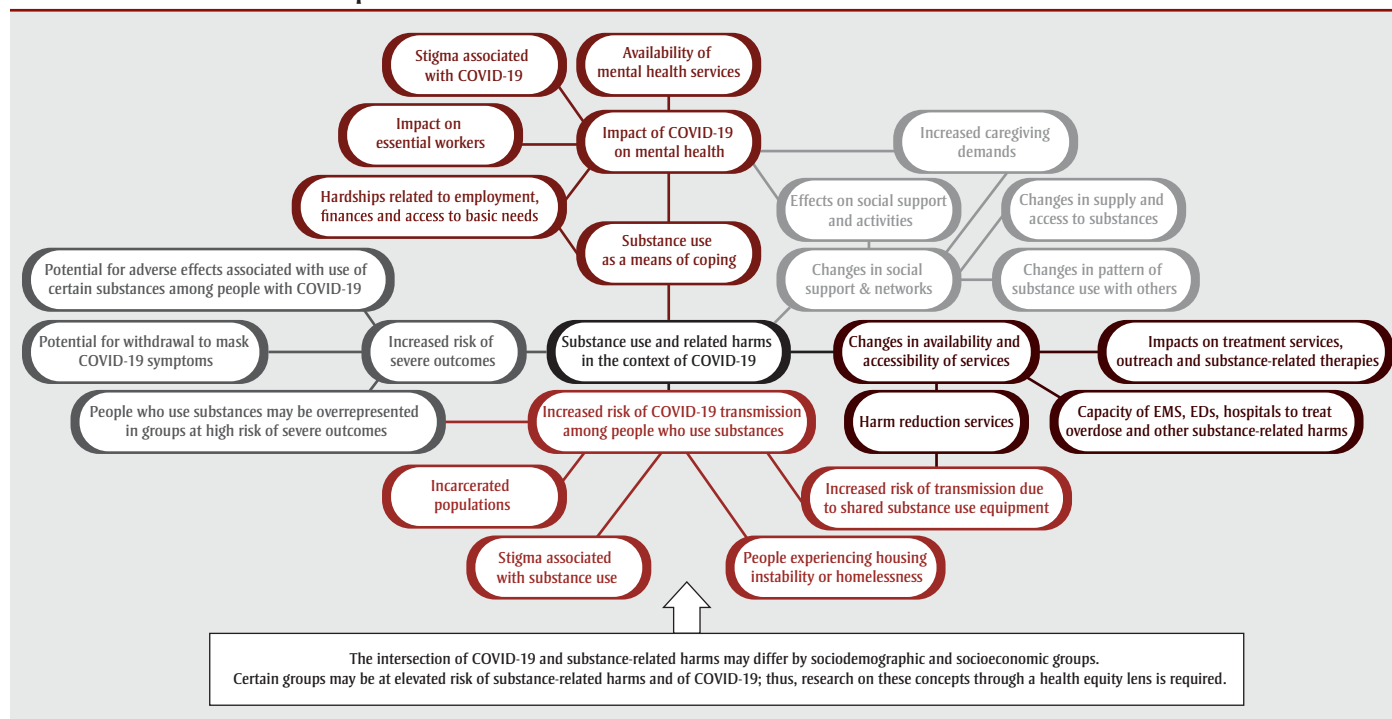 Stigma associated
with COVID-19
Availability of
mental health services
Impact on
essential workers
Impact of COVID-19
on mental health
Increased caregiving
demands
Hardships related to employment,
finances and access to basic needs
Effects on social support
and activities
Changes in supply and
access to substances
Substance use
as a means of coping
Potential for adverse effects associated with use of
certain substances among people with COVID-19
Changes in social
support & networks
Changes in pattern of
substance use with others
Potential for withdrawal to mask
COVID-19 symptoms
Increased risk of
severe outcomes
Substance use and related harms
in the context of COVID-19
Changes in availability and
accessibility of services
Impacts on treatment services,
outreach and substance-related therapies
People who use substances may be overrepresented
in groups at high risk of severe outcomes
Increased risk of COVID-19 transmission
among people who use substances
Harm reduction services
Capacity of EMS, EDs, hospitals to treat
overdose and other substance-related harms
Incarcerated
populations
Increased risk of transmission due
to shared substance use equipment
Stigma associated
with substance use
People experiencing housing
instability or homelessness
The intersection of COVID-19 and substance-related harms may differ by sociodemographic and socioeconomic groups.
Certain groups may be at elevated risk of substance-related harms and of COVID-19; thus, research on these concepts through a health equity lens is required.